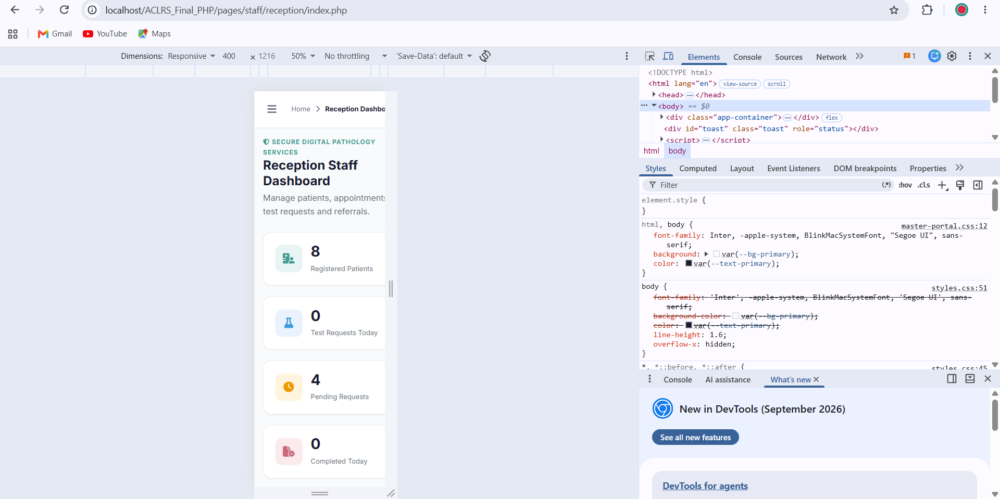 localhost/ACLRS_Final_PHP/pages/staff/reception/index.php
Gmail YouTube Maps
Dimensions: Responsive 400 × 1216 50% No throttling 'Save-Data': default
Home > Reception Dashbo
SECURE DIGITAL PATHOLOGY
SERVICES
Reception Staff
Dashboard
Manage patients, appointments
test requests and referrals.
8
Registered Patients
0
Test Requests Today
4
Pending Requests
0
Completed Today
Elements Console Sources Network 1
<!DOCTYPE html>
<html lang="en"> view-source scroll
<head> ••• </head>
••• <body> == $0
<div class="app-container"> ••• </div> flex
<div id="toast" class="toast" role="status"></div>
<script> ••• </script>
html body
Styles Computed Layout Event Listeners DOM breakpoints Properties
Filter (.*) :hov .cls
element.style {
}
html, body { master-portal.css:12
font-family: Inter, -apple-system, BlinkMacSystemFont, "Segoe UI", sans-
serif;
background: var(--bg-primary);
color: var(--text-primary);
}
body { styles.css:51
font-family: 'Inter', -apple-system, BlinkMacSystemFont, 'Segoe UI', sans-
serif;
background-color: var(--bg-primary);
color: var(--text-primary);
line-height: 1.6;
overflow-x: hidden;
}
*, *::before, *::after { styles.css:45
Console AI assistance What's new
New in DevTools (September 2026)
See all new features
DevTools for agents